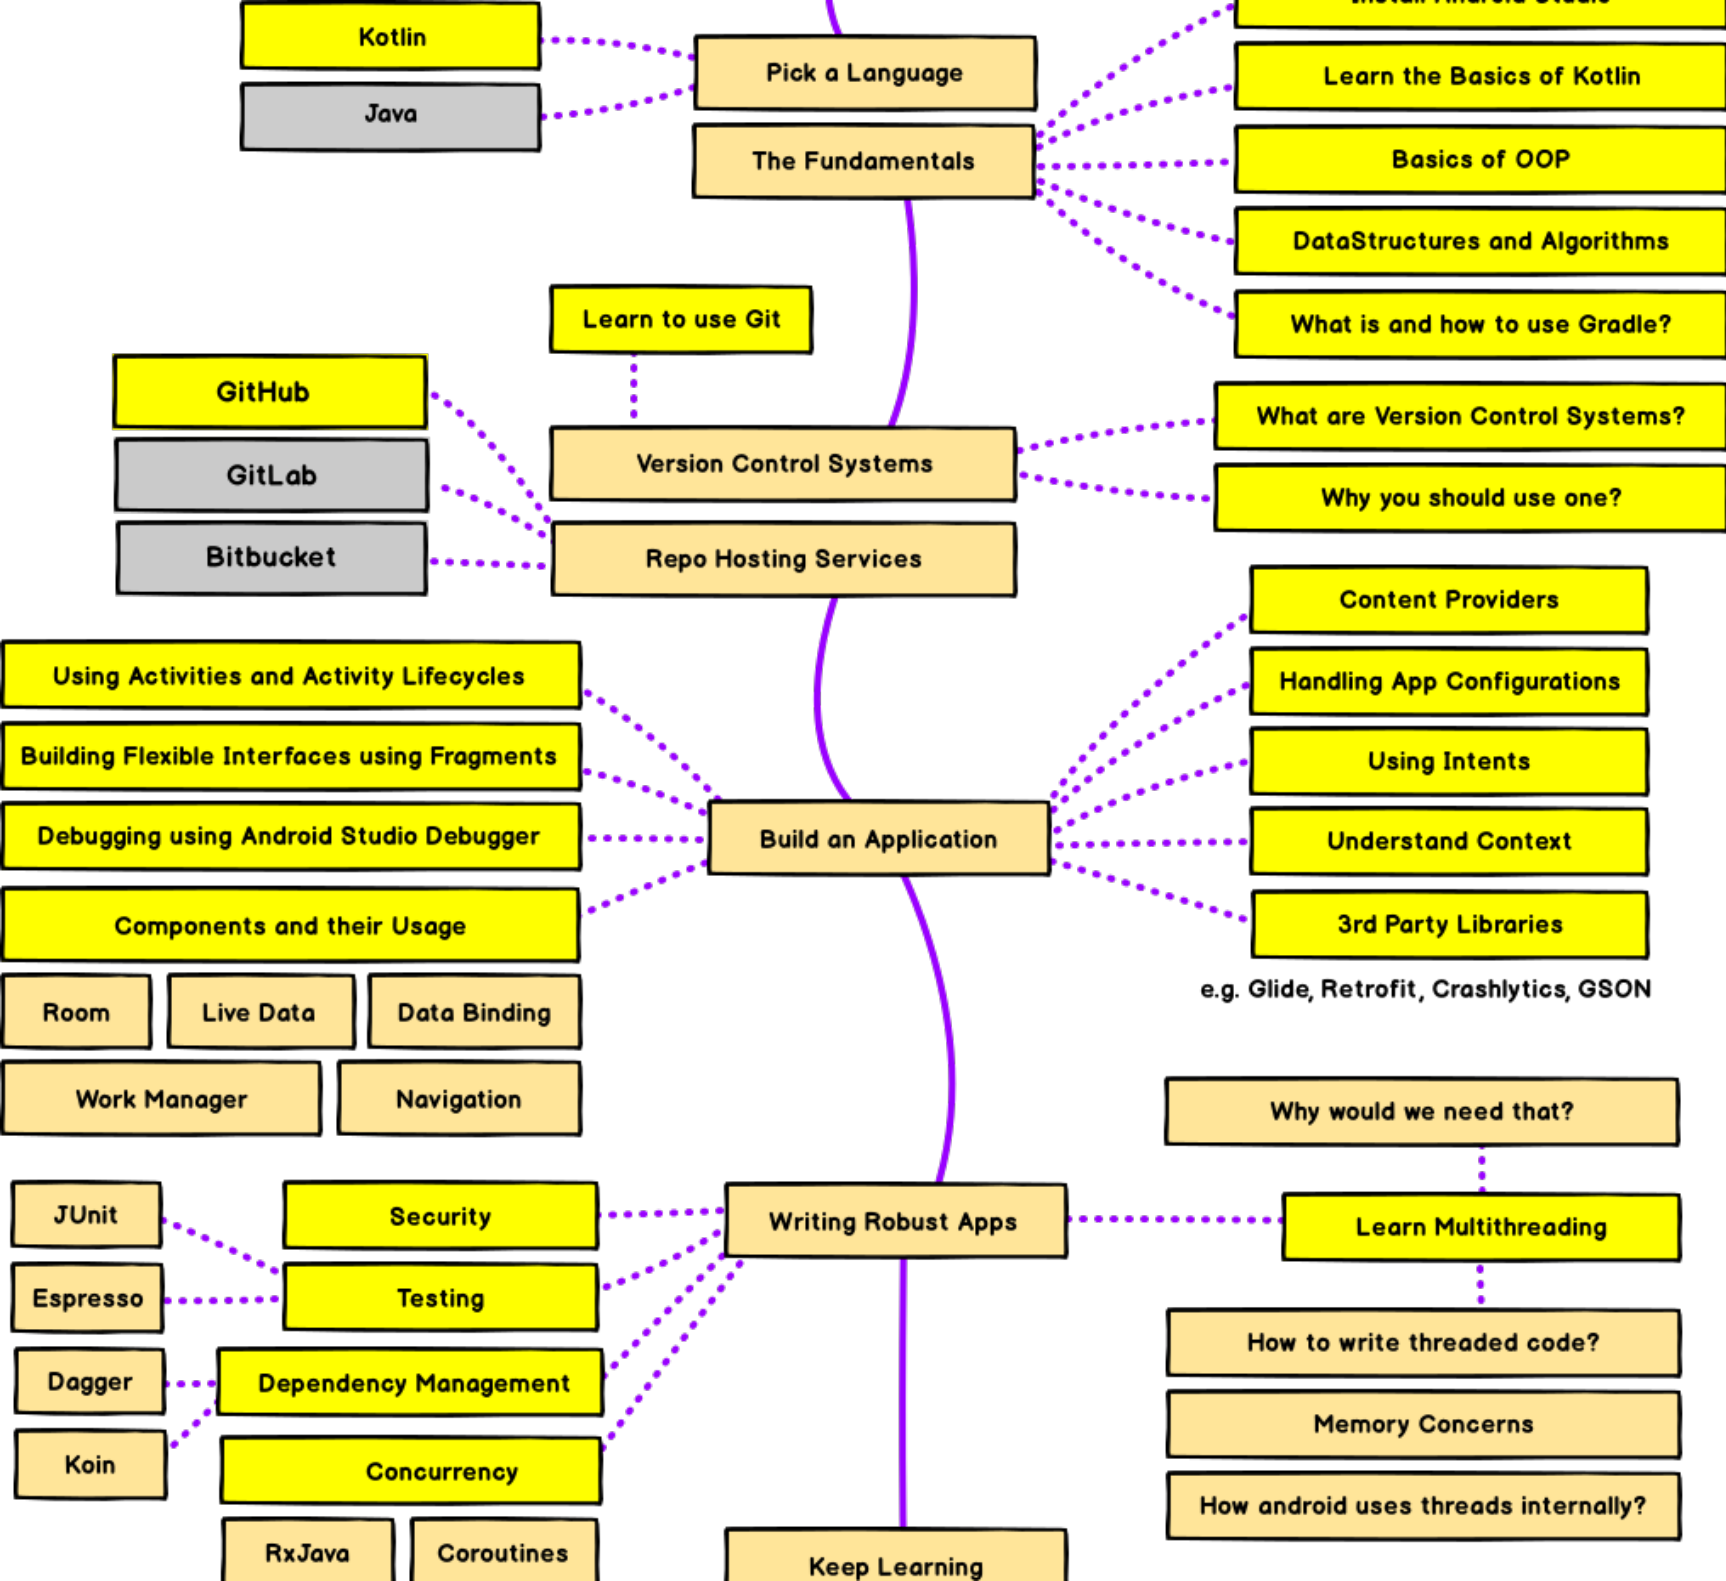 Install Android Studio
Kotlin
Pick a Language
Learn the Basics of Kotlin
Java
The Fundamentals
Basics of OOP
DataStructures and Algorithms
Learn to use Git
What is and how to use Gradle?
GitHub
What are Version Control Systems?
GitLab
Version Control Systems
Why you should use one?
Bitbucket
Repo Hosting Services
Content Providers
Using Activities and Activity Lifecycles
Handling App Configurations
Building Flexible Interfaces using Fragments
Using Intents
Debugging using Android Studio Debugger
Build an Application
Understand Context
Components and their Usage
3rd Party Libraries
e.g. Glide, Retrofit, Crashlytics, GSON
Room
Live Data
Data Binding
Work Manager
Navigation
Why would we need that?
JUnit
Security
Writing Robust Apps
Learn Multithreading
Espresso
Testing
How to write threaded code?
Dagger
Dependency Management
Memory Concerns
Koin
Concurrency
How android uses threads internally?
RxJava
Coroutines
Keep Learning